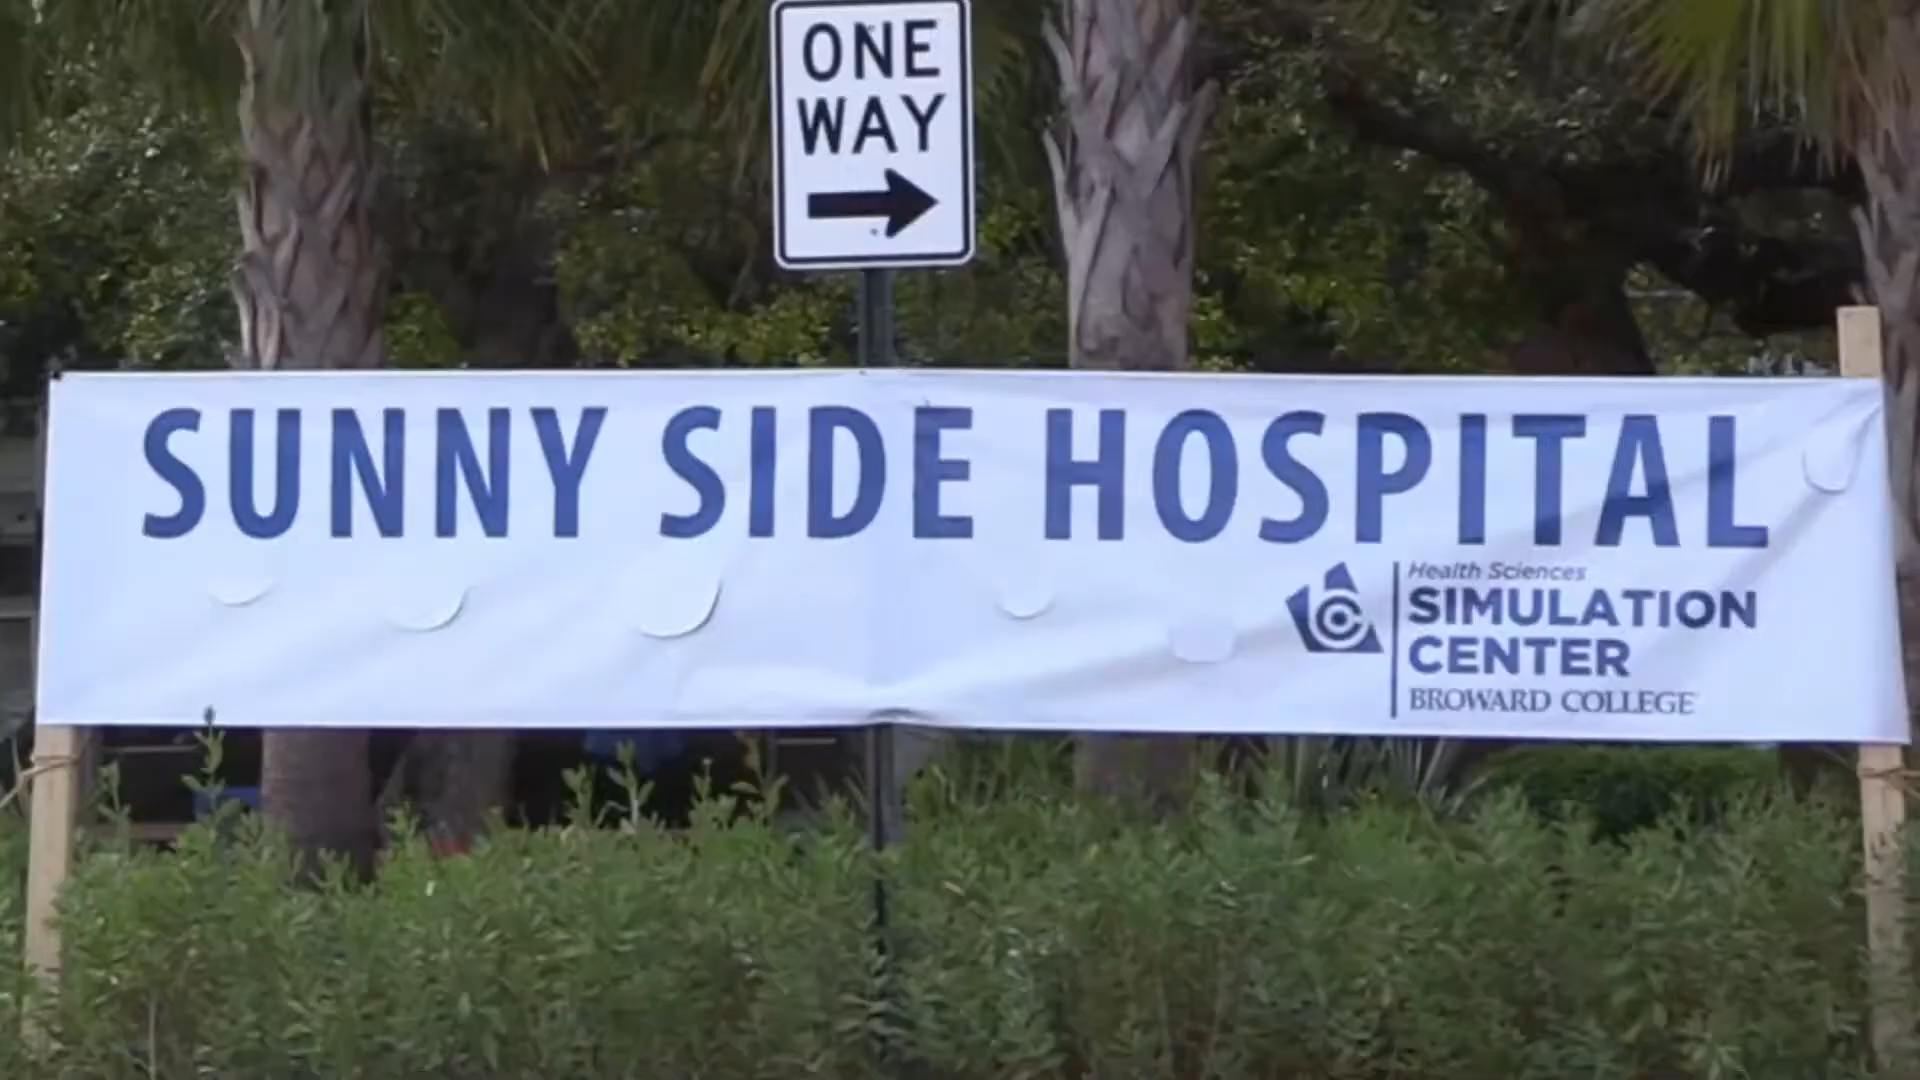 ONE
WAY
SUNNY SIDE HOSPITAL
Health Sciences
SIMULATION
CENTER
BROWARD COLLEGE